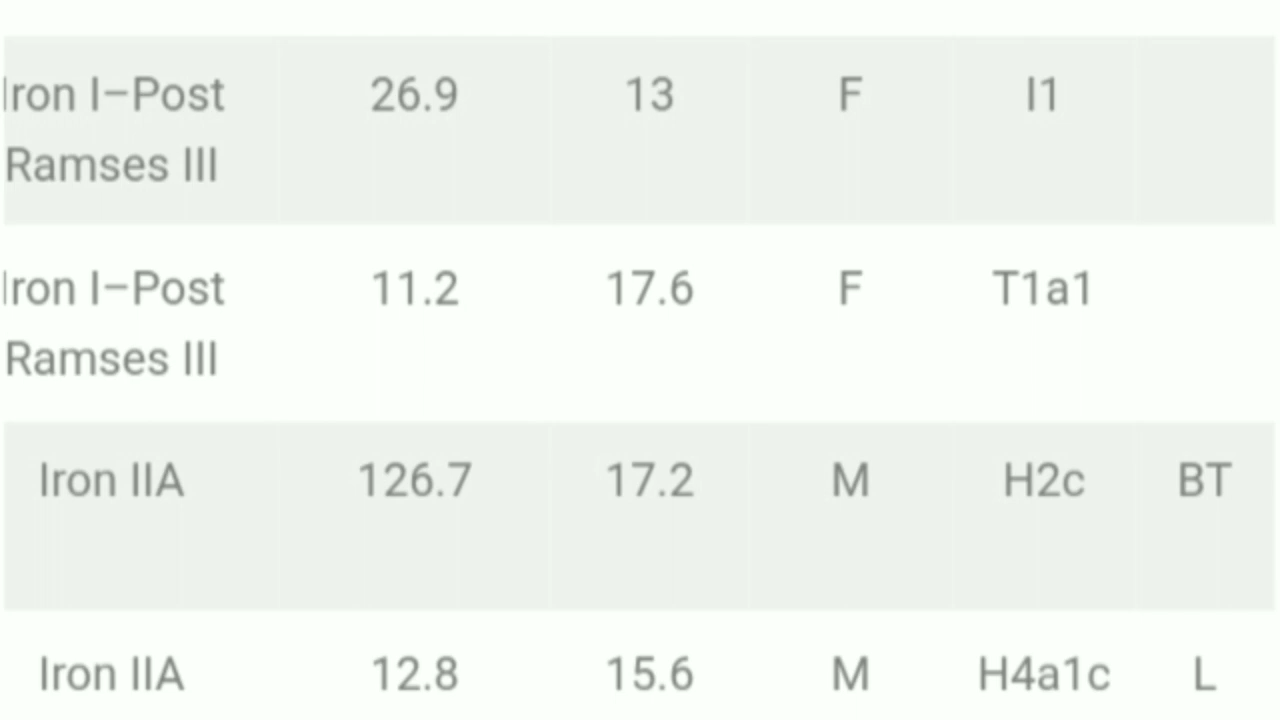 Iron I–Post 26.9 13 F I1
Ramses III
Iron I–Post 11.2 17.6 F T1a1
Ramses III
Iron IIA 126.7 17.2 M H2c BT
Iron IIA 12.8 15.6 M H4a1c L